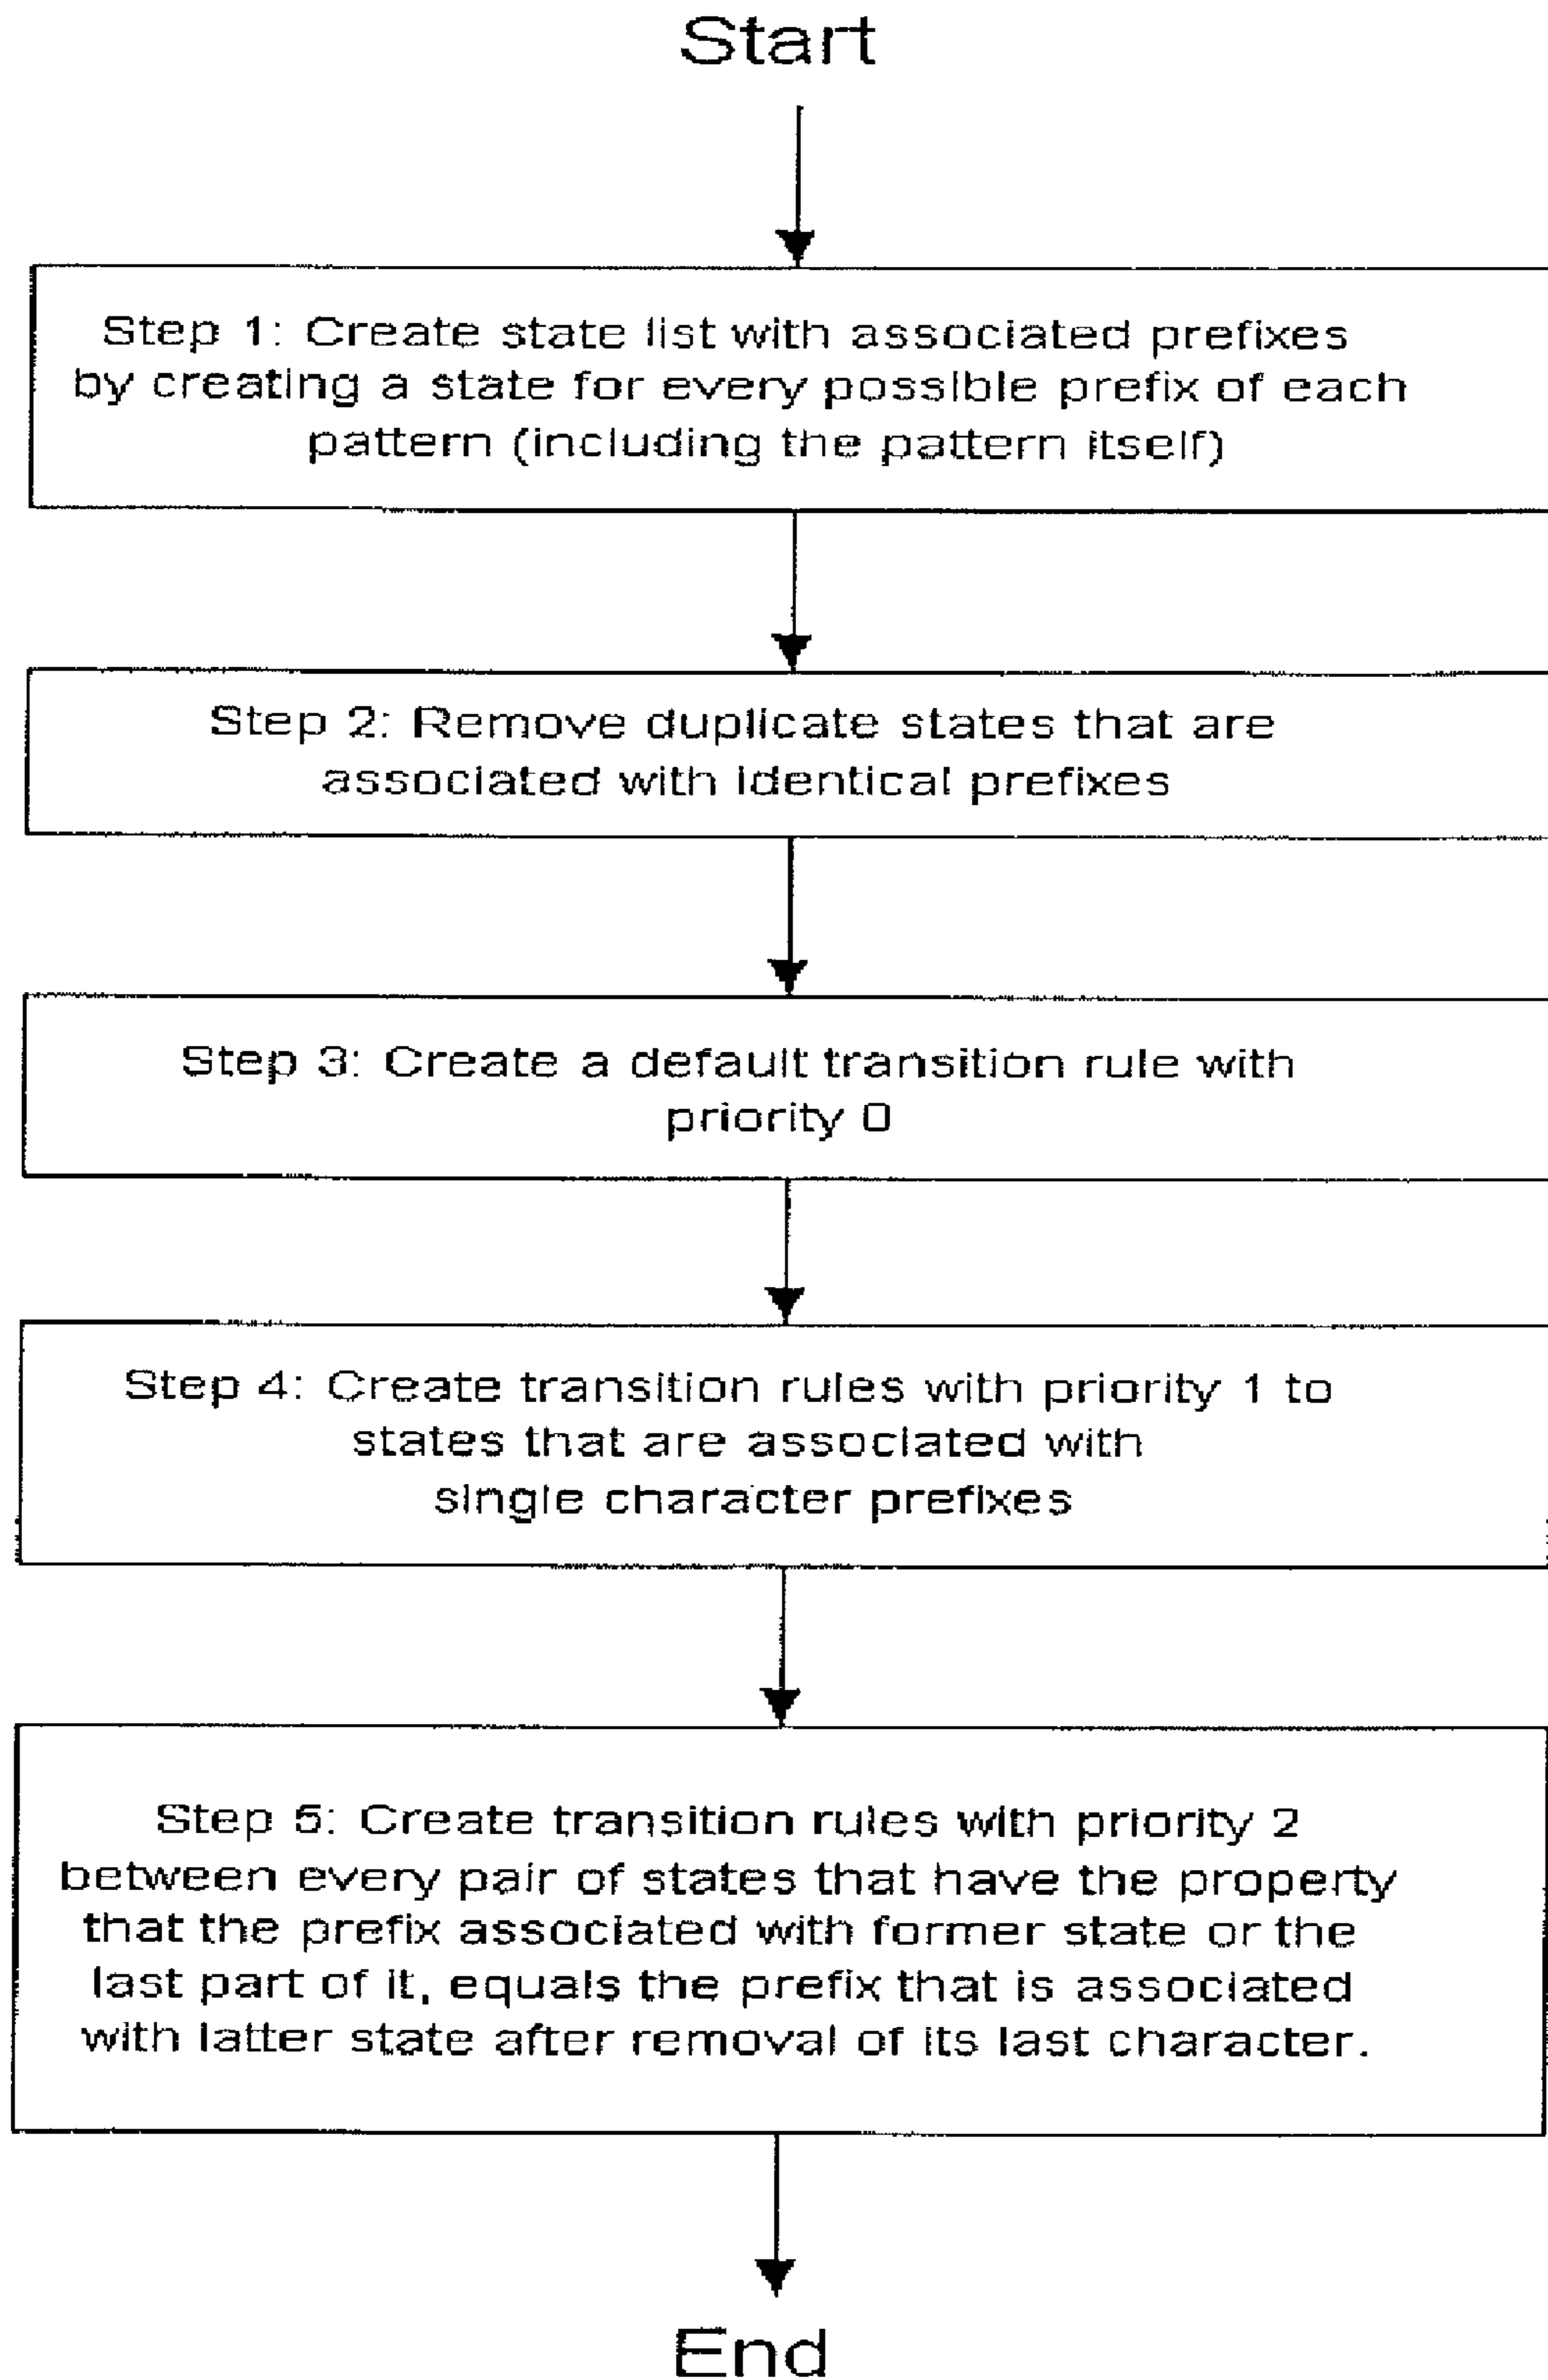 Start
Step 1: Create state list with associated prefixes
by creating a state for every possible prefix of each
pattern (including the pattern itself)
Step 2: Remove duplicate states that are
associated with identical prefixes
Step 3: Create a default transition rule with
priority 0
Step 4: Create transition rules with priority 1 to
states that are associated with
single character prefixes
Step 5: Create transition rules with priority 2
between every pair of states that have the property
that the prefix associated with former state or the
last part of it, equals the prefix that is associated
with latter state after removal of its last character.
End